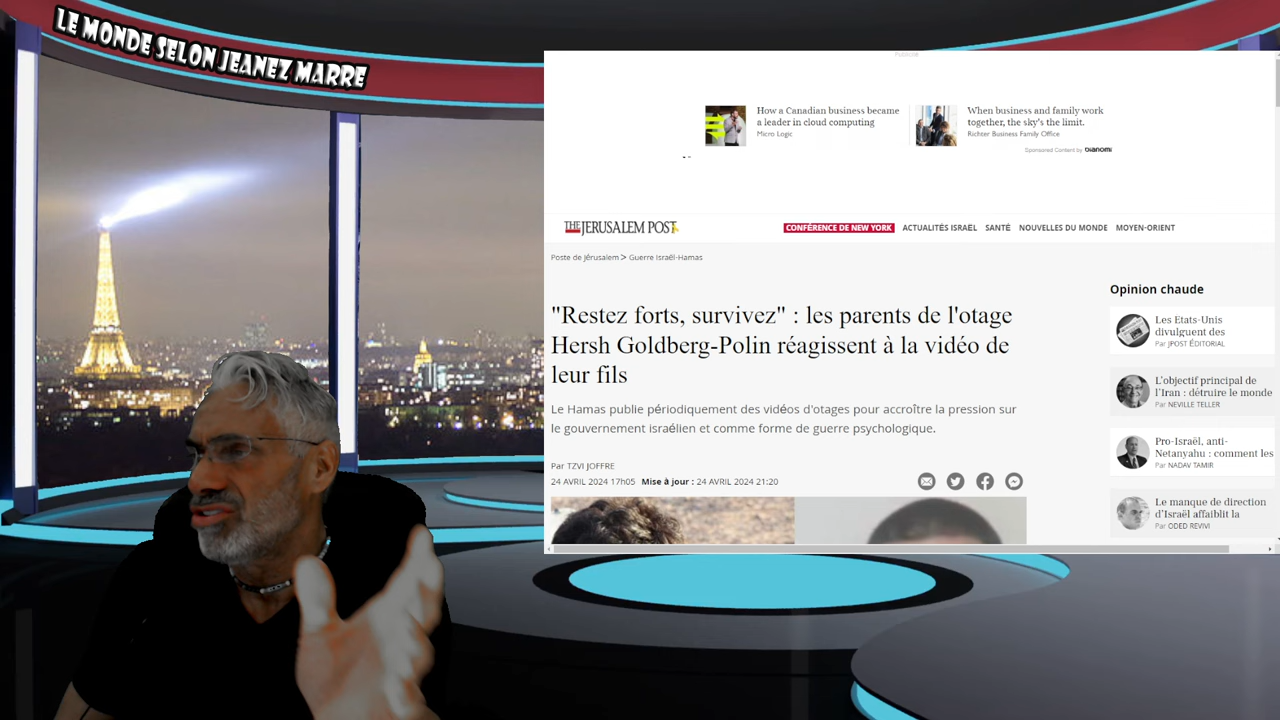 LE MONDE SELON JEANEZ MARRE
Publicité
How a Canadian business became
a leader in cloud computing
Micro Logic
When business and family work
together, the sky's the limit.
Richter Business Family Office
Sponsored Content by
THE JERUSALEM POST
CONFÉRENCE DE NEW YORK
ACTUALITÉS ISRAËL
SANTÉ
NOUVELLES DU MONDE
MOYEN-ORIENT
Poste de Jérusalem > Guerre Israël-Hamas
"Restez forts, survivez" : les parents de l'otage
Hersh Goldberg-Polin réagissent à la vidéo de
leur fils
Le Hamas publie périodiquement des vidéos d'otages pour accroître la pression sur
le gouvernement israélien et comme forme de guerre psychologique.
Par TZVI JOFFRE
24 AVRIL 2024 17h05 Mise à jour : 24 AVRIL 2024 21:20
Opinion chaude
Les États-Unis
divulguent des
Par JPOST ÉDITORIAL
L'objectif principal de
l'Iran : détruire le monde
Par NEVILLE TELLER
Pro-Israël, anti-
Netanyahu : comment les
Par NADAV TAMIR
Le manque de direction
d'Israël affaiblit la
Par ODED REVIVI